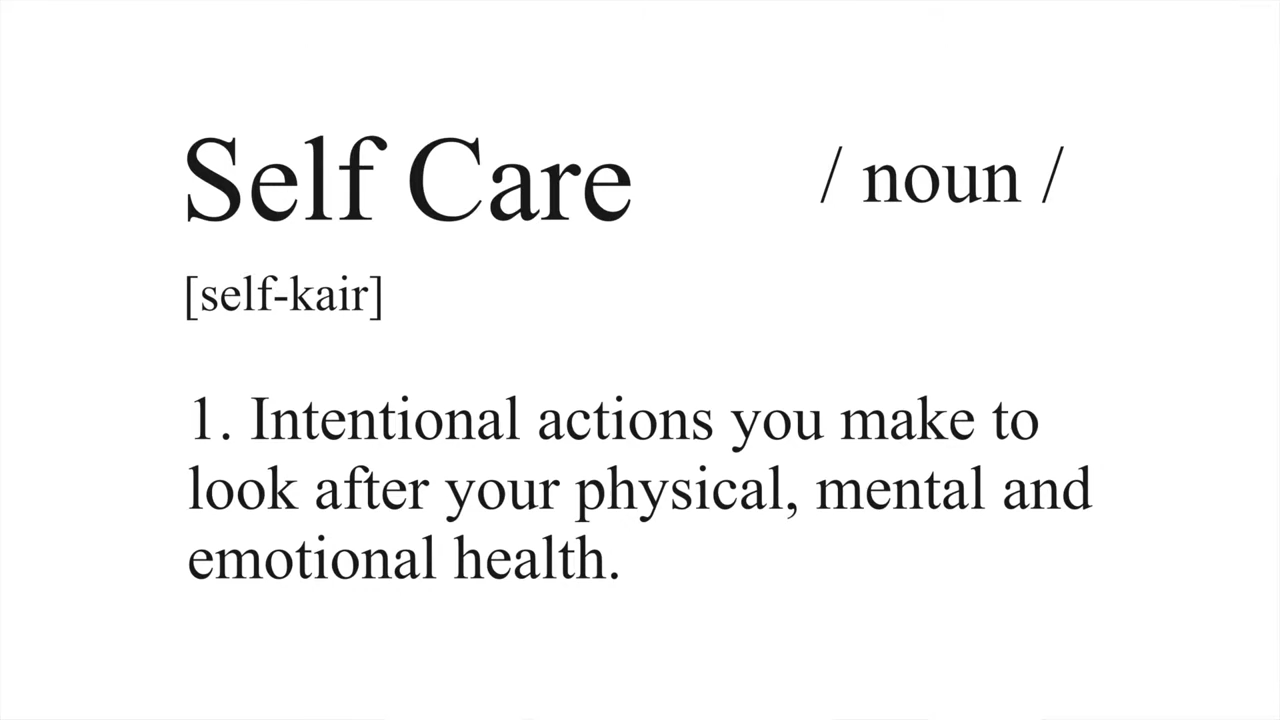 Self Care / noun /
[self-kair]
1. Intentional actions you make to
look after your physical, mental and
emotional health.